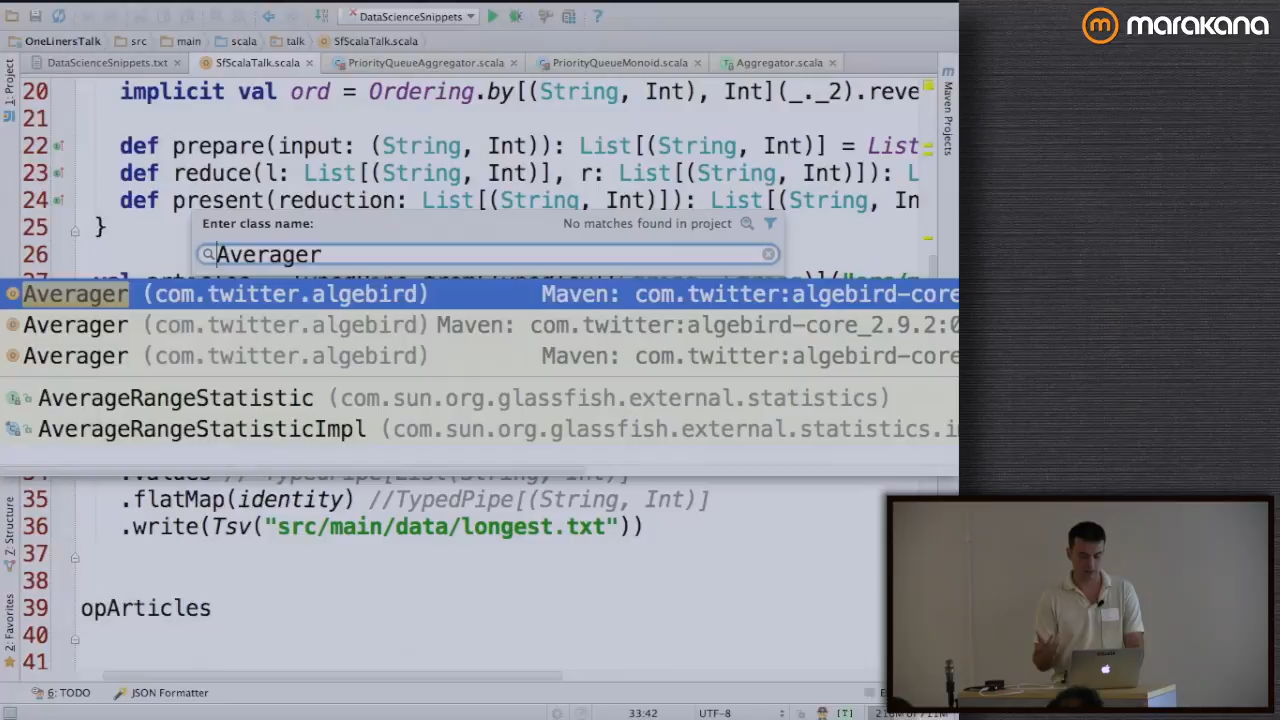 DataScienceSnippets
marakana
OneLinersTalk src main scala talk SfScalaTalk.scala
DataScienceSnippets.txt SfScalaTalk.scala PriorityQueueAggregator.scala PriorityQueueMonoid.scala Aggregator.scala
1: Project
Maven Projects
20 implicit val ord = Ordering.by[(String, Int), Int](_._2).reve
21
22 def prepare(input: (String, Int)): List[(String, Int)] = List
23 def reduce(l: List[(String, Int)], r: List[(String, Int)]): L
24 def present(reduction: List[(String, Int)]): List[(String, In
25 }
Enter class name: No matches found in project
26
Averager
Averager (com.twitter.algebird) Maven: com.twitter:algebird-core
Averager (com.twitter.algebird) Maven: com.twitter:algebird-core_2.9.2:0
Averager (com.twitter.algebird) Maven: com.twitter:algebird-core
AverageRangeStatistic (com.sun.org.glassfish.external.statistics)
AverageRangeStatisticImpl (com.sun.org.glassfish.external.statistics.i
.values // TypedPipe[List(String, Int)]
35 .flatMap(identity) //TypedPipe[(String, Int)]
36 .write(Tsv("src/main/data/longest.txt"))
37
38
39 opArticles
40
41
Z: Structure
2: Favorites
6: TODO JSON Formatter
33:42 UTF-8 [T]